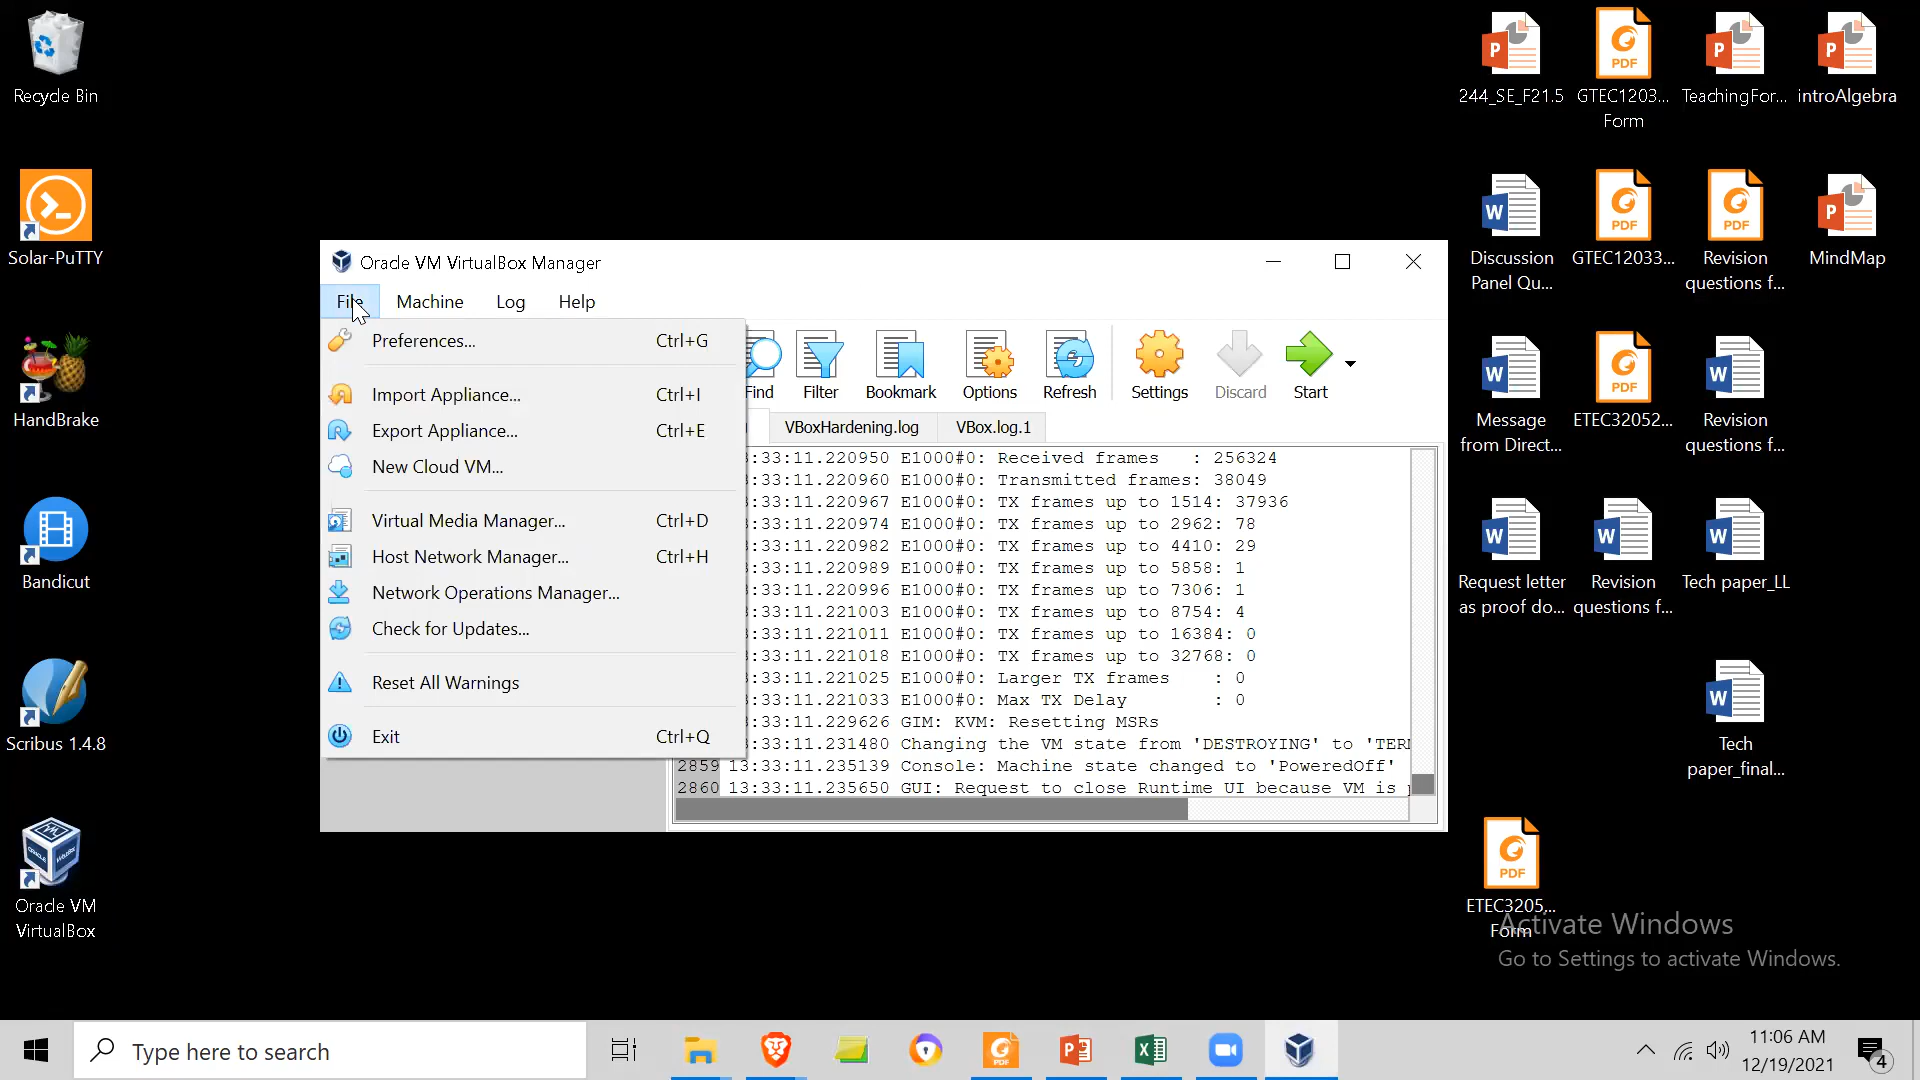 Recycle Bin
Solar-PuTTY
HandBrake
Bandicut
Scribus 1.4.8
Oracle VM
VirtualBox
Oracle VM VirtualBox Manager
File
Machine
Log
Help
Preferences... Ctrl+G
Import Appliance... Ctrl+I
Export Appliance... Ctrl+E
New Cloud VM...
Virtual Media Manager... Ctrl+D
Host Network Manager... Ctrl+H
Network Operations Manager...
Check for Updates...
Reset All Warnings
Exit Ctrl+Q
Find
Filter
Bookmark
Options
Refresh
Settings
Discard
Start
VBoxHardening.log
VBox.log.1
:33:11.220950 E1000#0: Received frames : 256324
:33:11.220960 E1000#0: Transmitted frames: 38049
:33:11.220967 E1000#0: TX frames up to 1514: 37936
:33:11.220974 E1000#0: TX frames up to 2962: 78
:33:11.220982 E1000#0: TX frames up to 4410: 29
:33:11.220989 E1000#0: TX frames up to 5858: 1
:33:11.220996 E1000#0: TX frames up to 7306: 1
:33:11.221003 E1000#0: TX frames up to 8754: 4
:33:11.221011 E1000#0: TX frames up to 16384: 0
:33:11.221018 E1000#0: TX frames up to 32768: 0
:33:11.221025 E1000#0: Larger TX frames : 0
:33:11.221033 E1000#0: Max TX Delay : 0
:33:11.229626 GIM: KVM: Resetting MSRs
:33:11.231480 Changing the VM state from 'DESTROYING' to 'TERM
2859 13:33:11.235139 Console: Machine state changed to 'PoweredOff'
2860 13:33:11.235650 GUI: Request to close Runtime UI because VM is
244_SE_F21.5
GTEC1203...
Form
TeachingFor...
introAlgebra
Discussion
Panel Qu...
GTEC12033...
Revision
questions f...
MindMap
Message
from Direct...
ETEC32052...
Revision
questions f...
Request letter
as proof do...
Revision
questions f...
Tech paper_LL
Tech
paper_final...
ETEC3205...
Form
Activate Windows
Go to Settings to activate Windows.
Type here to search
11:06 AM
12/19/2021
4